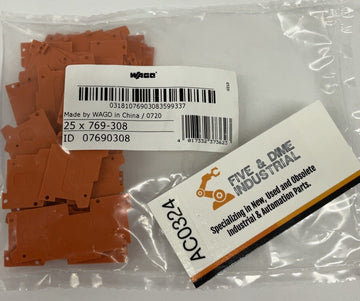 WAGO
03181076903083599337
Made by WAGO in China / 0720
25 x 769-308
ID 07690308
FIVE & DIME
INDUSTRIAL
Specializing in New, Used and Obsolete
Industrial & Automation Parts.
AC0324